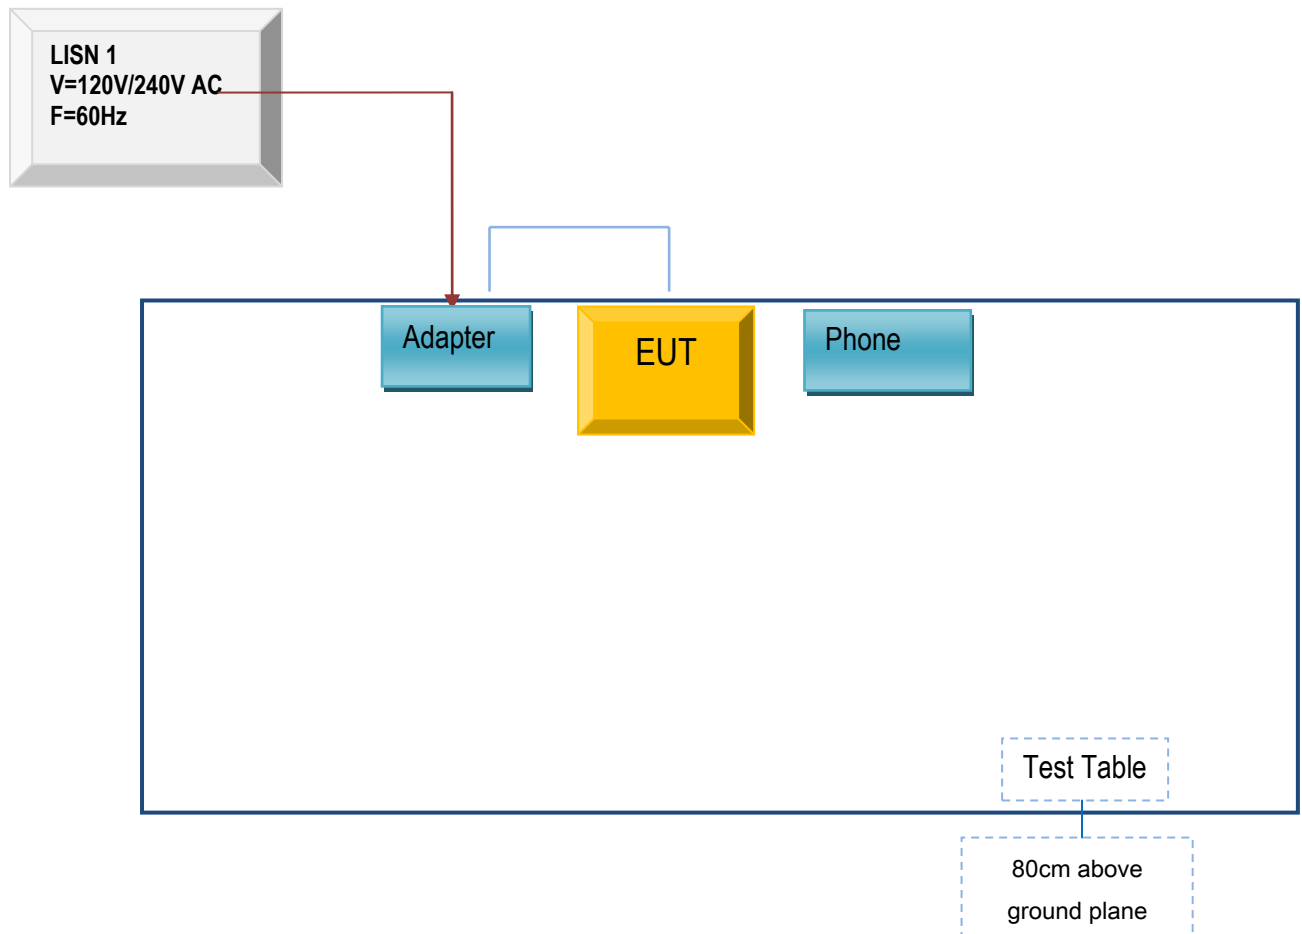 LISN 1
V=120V/240V AC
F=60Hz
Adapter
EUT
Phone
Test Table
80cm above
ground plane